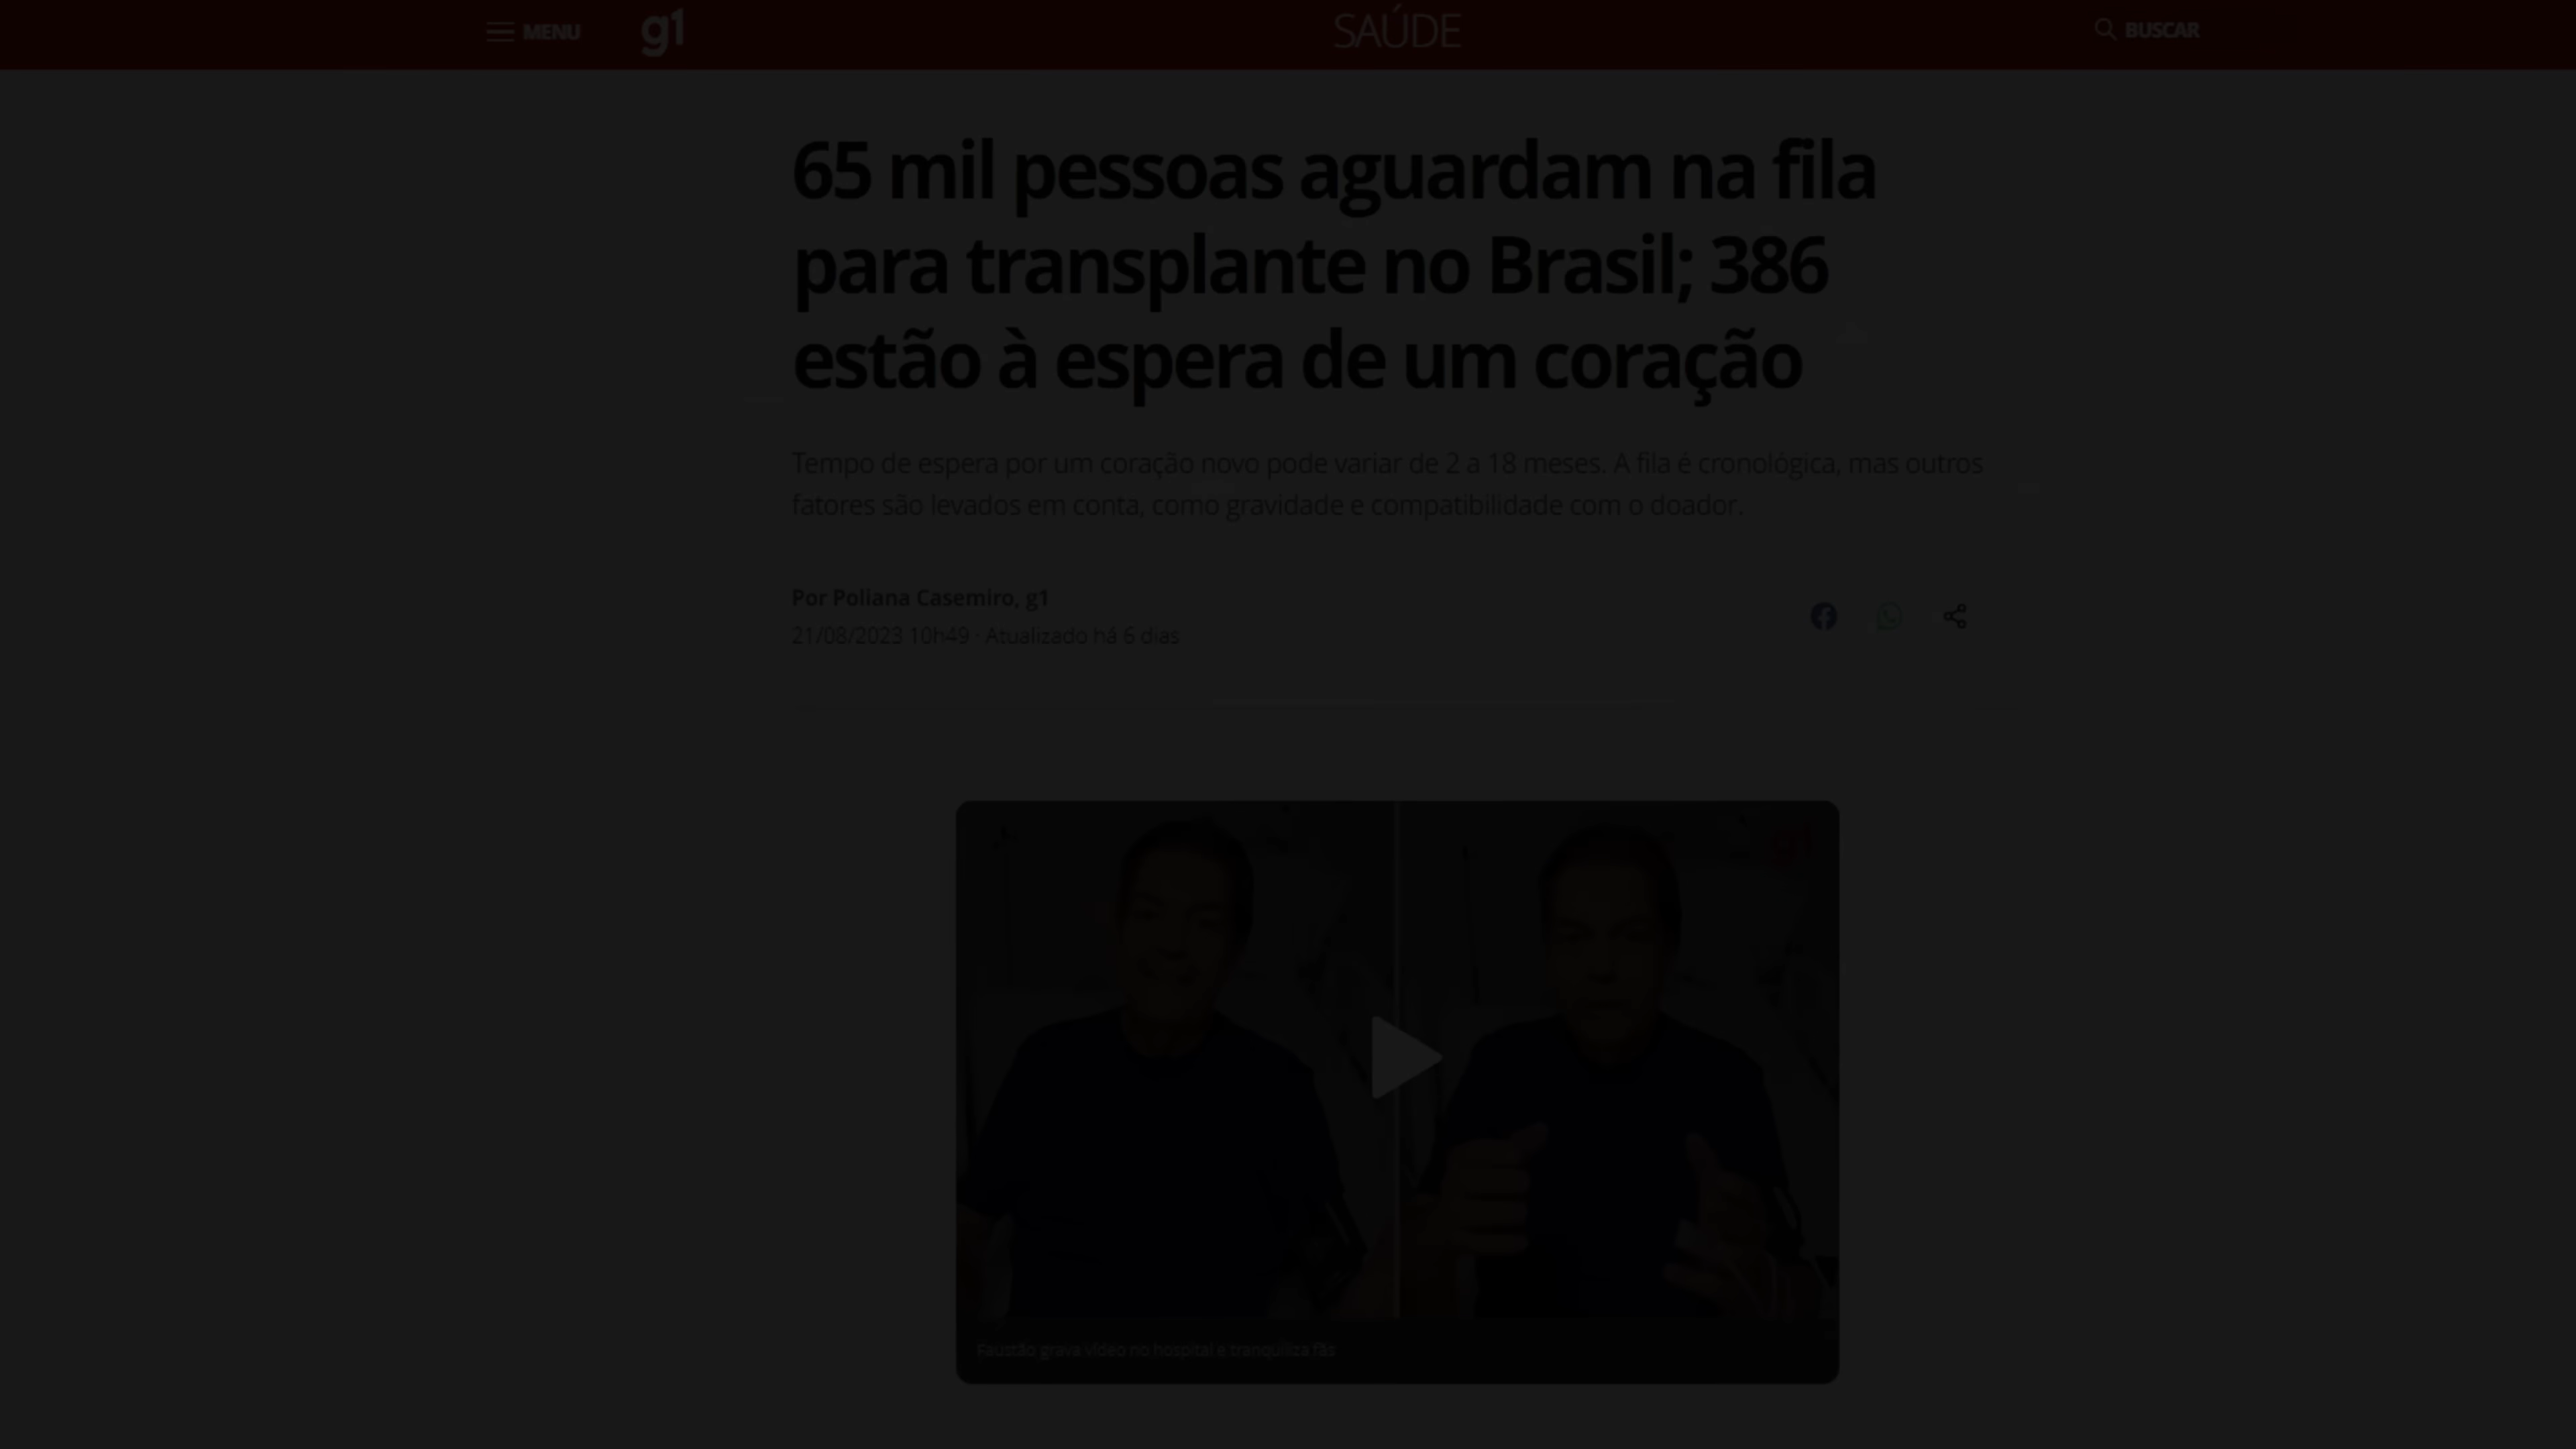 MENU
g1
SAÚDE
BUSCAR
65 mil pessoas aguardam na fila
para transplante no Brasil; 386
estão à espera de um coração
Tempo de espera por um coração novo pode variar de 2 a 18 meses. A fila é cronológica, mas outros
fatores são levados em conta, como gravidade e compatibilidade com o doador.
Por Poliana Casemiro, g1
21/08/2023 10h49 · Atualizado há 6 dias
g1
Faustão grava vídeo no hospital e tranquiliza fãs